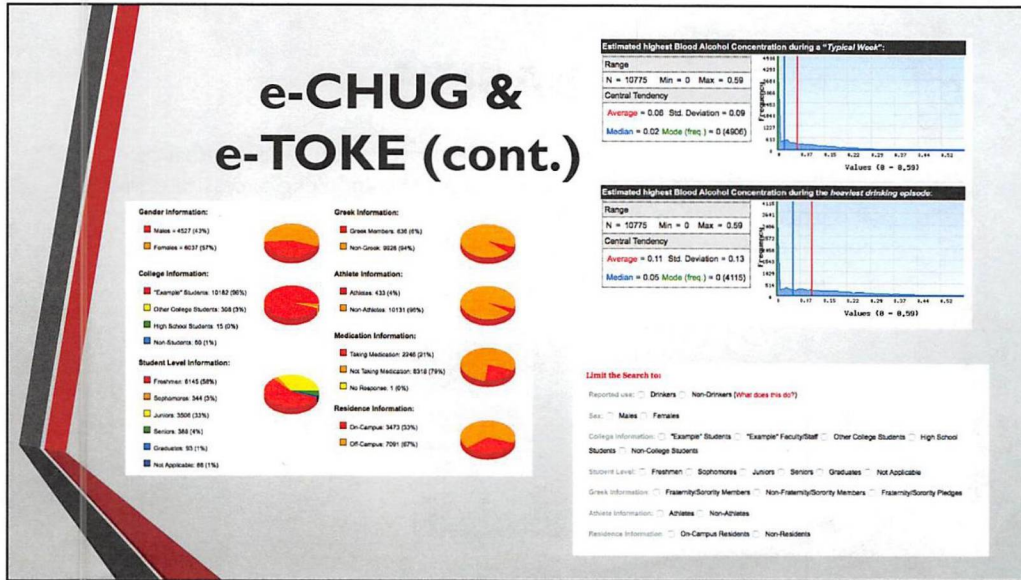 e-CHUG &
e-TOKE (cont.)
Gender Information:
Males = 4527 (43%)
Females = 6037 (57%)
College Information:
"Example" Students: 10182 (96%)
Other College Students: 308 (3%)
High School Students: 15 (0%)
Non-Students: 60 (1%)
Student Level Information:
Freshmen: 6145 (58%)
Sophomores: 344 (3%)
Juniors: 3506 (33%)
Seniors: 388 (4%)
Graduates: (1%)
Not Applicable: (1%)
Greek Information:
Greek Members: 636 (6%)
Non-Greek: 9928 (94%)
Athlete Information:
Athletes: 433 (4%)
Non-Athletes: 10131 (96%)
Medication Information:
Taking Medication: 2246 (21%)
Not Taking Medication: 8318 (79%)
No Response: 1 (0%)
Residence Information:
On-Campus: 3473 (33%)
Off-Campus: 7091 (67%)
Estimated highest Blood Alcohol Concentration during a "Typical Week":
Range
N = 10775 Min = 0 Max = 0.59
Central Tendency
Average = 0.06 Std. Deviation = 0.09
Median = 0.02 Mode (freq.) = 0 (4906)
Frequency
Values (0 - 0.59)
Estimated highest Blood Alcohol Concentration during the heaviest drinking episode:
Range
N = 10775 Min = 0 Max = 0.59
Central Tendency
Average = 0.11 Std. Deviation = 0.13
Median = 0.05 Mode (freq.) = 0 (4115)
Frequency
Values (0 - 0.59)
Limit the Search to:
Reported use: Drinkers Non-Drinkers (What does this do?)
Sex: Males Females
College Information: "Example" Students "Example" Faculty/Staff Other College Students High School
Students Non-College Students
Student Level: Freshmen Sophomores Juniors Seniors Graduates Not Applicable
Greek Information: Fraternity/Sorority Members Non-Fraternity/Sorority Members Fraternity/Sorority Pledges
Athlete Information: Athletes Non-Athletes
Residence Information: On-Campus Residents Non-Residents